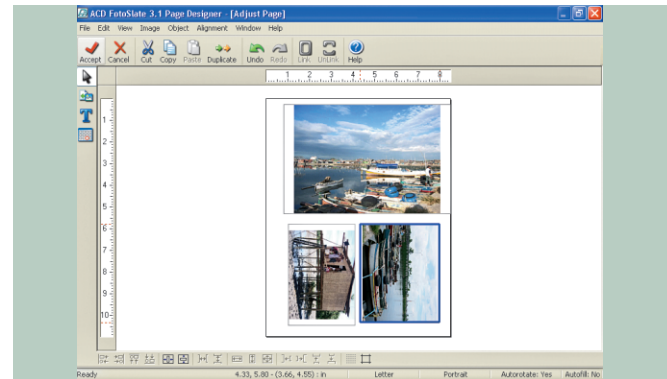 ACD FotoSlate 3.1 Page Designer - [Adjust Page]
File Edit View Image Object Alignment Window Help
Accept Cancel Cut Copy Paste Duplicate Undo Redo Link UnLink Help
1 2 3 4 5 6 7 8
1
2
3
4
5
6
7
8
9
10
Ready 4.33, 5.80 - (3.66, 4.55) : in Letter Portrait Autorotate: Yes Autofill: No